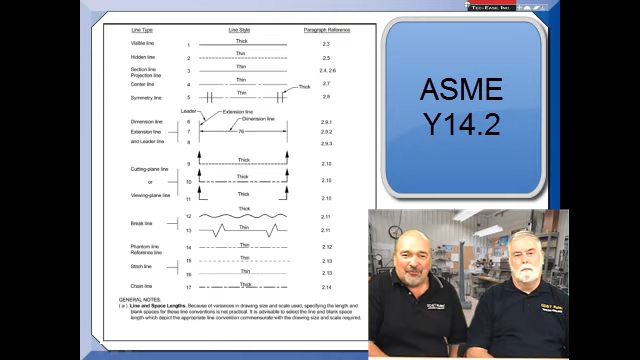 TEC-EASE, INC.
Line Type Line Style Paragraph Reference
Visible line 1 Thick 2.3
Hidden line 2 Thin 2.5
Section line 3 Thin 2.4, 2.6
Projection line
Center line 4 Thin 2.7
Symmetry line 5 Thin Thick 2.8
Leader Extension line
Dimension line 6 Dimension line 2.9.1
Extension line 7 76 2.9.2
and Leader line 8 2.9.3
Cutting-plane line 9 Thick 2.10
or 10 Thick 2.10
Viewing-plane line 11 Thick 2.10
12 Thick 2.11
Break line
13 Thin 2.11
Phantom line 14 Thin 2.12
Reference line
15 Thin 2.13
Stitch line
16 Thin 2.13
Chain line 17 Thick 2.14
GENERAL NOTES:
(a) Line and Space Lengths. Because of variances in drawing size and scale used, specifying the length and
blank spaces for these line conventions is not practical. It is advisable to select the line and blank space
length which depict the appropriate line convention commensurate with the drawing size and scale required.
ASME
Y14.2